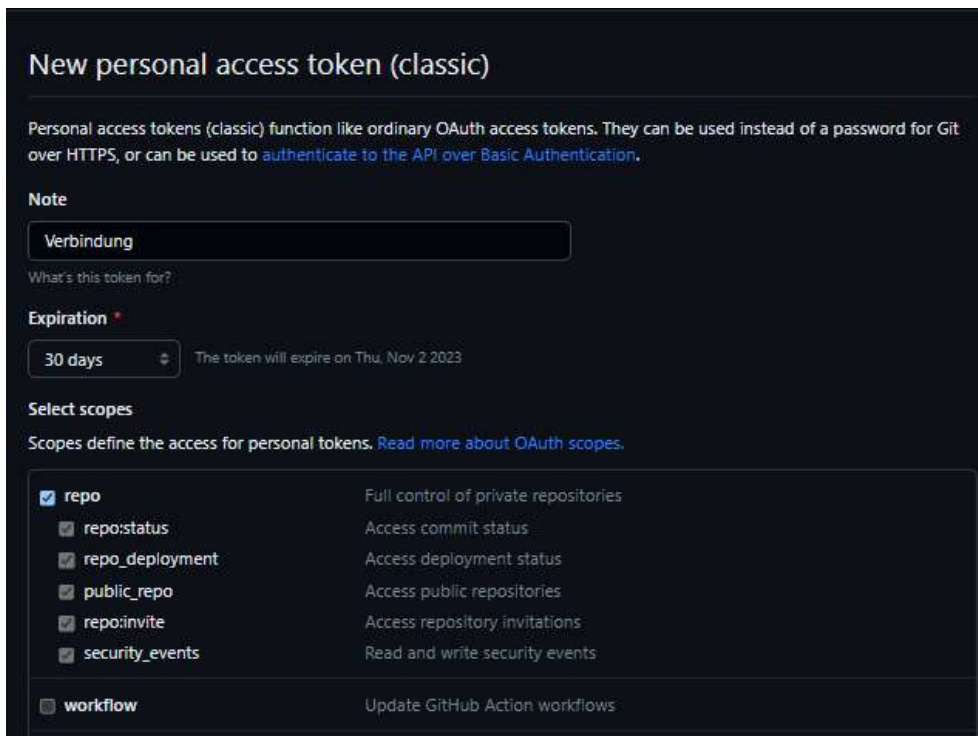 New personal access token (classic)
Personal access tokens (classic) function like ordinary OAuth access tokens. They can be used instead of a password for Git
over HTTPS, or can be used to authenticate to the API over Basic Authentication.
Note
Verbindung
What's this token for?
Expiration *
30 days The token will expire on Thu, Nov 2 2023
Select scopes
Scopes define the access for personal tokens. Read more about OAuth scopes.
repo Full control of private repositories
repo:status Access commit status
repo_deployment Access deployment status
public_repo Access public repositories
repo:invite Access repository invitations
security_events Read and write security events
workflow Update GitHub Action workflows